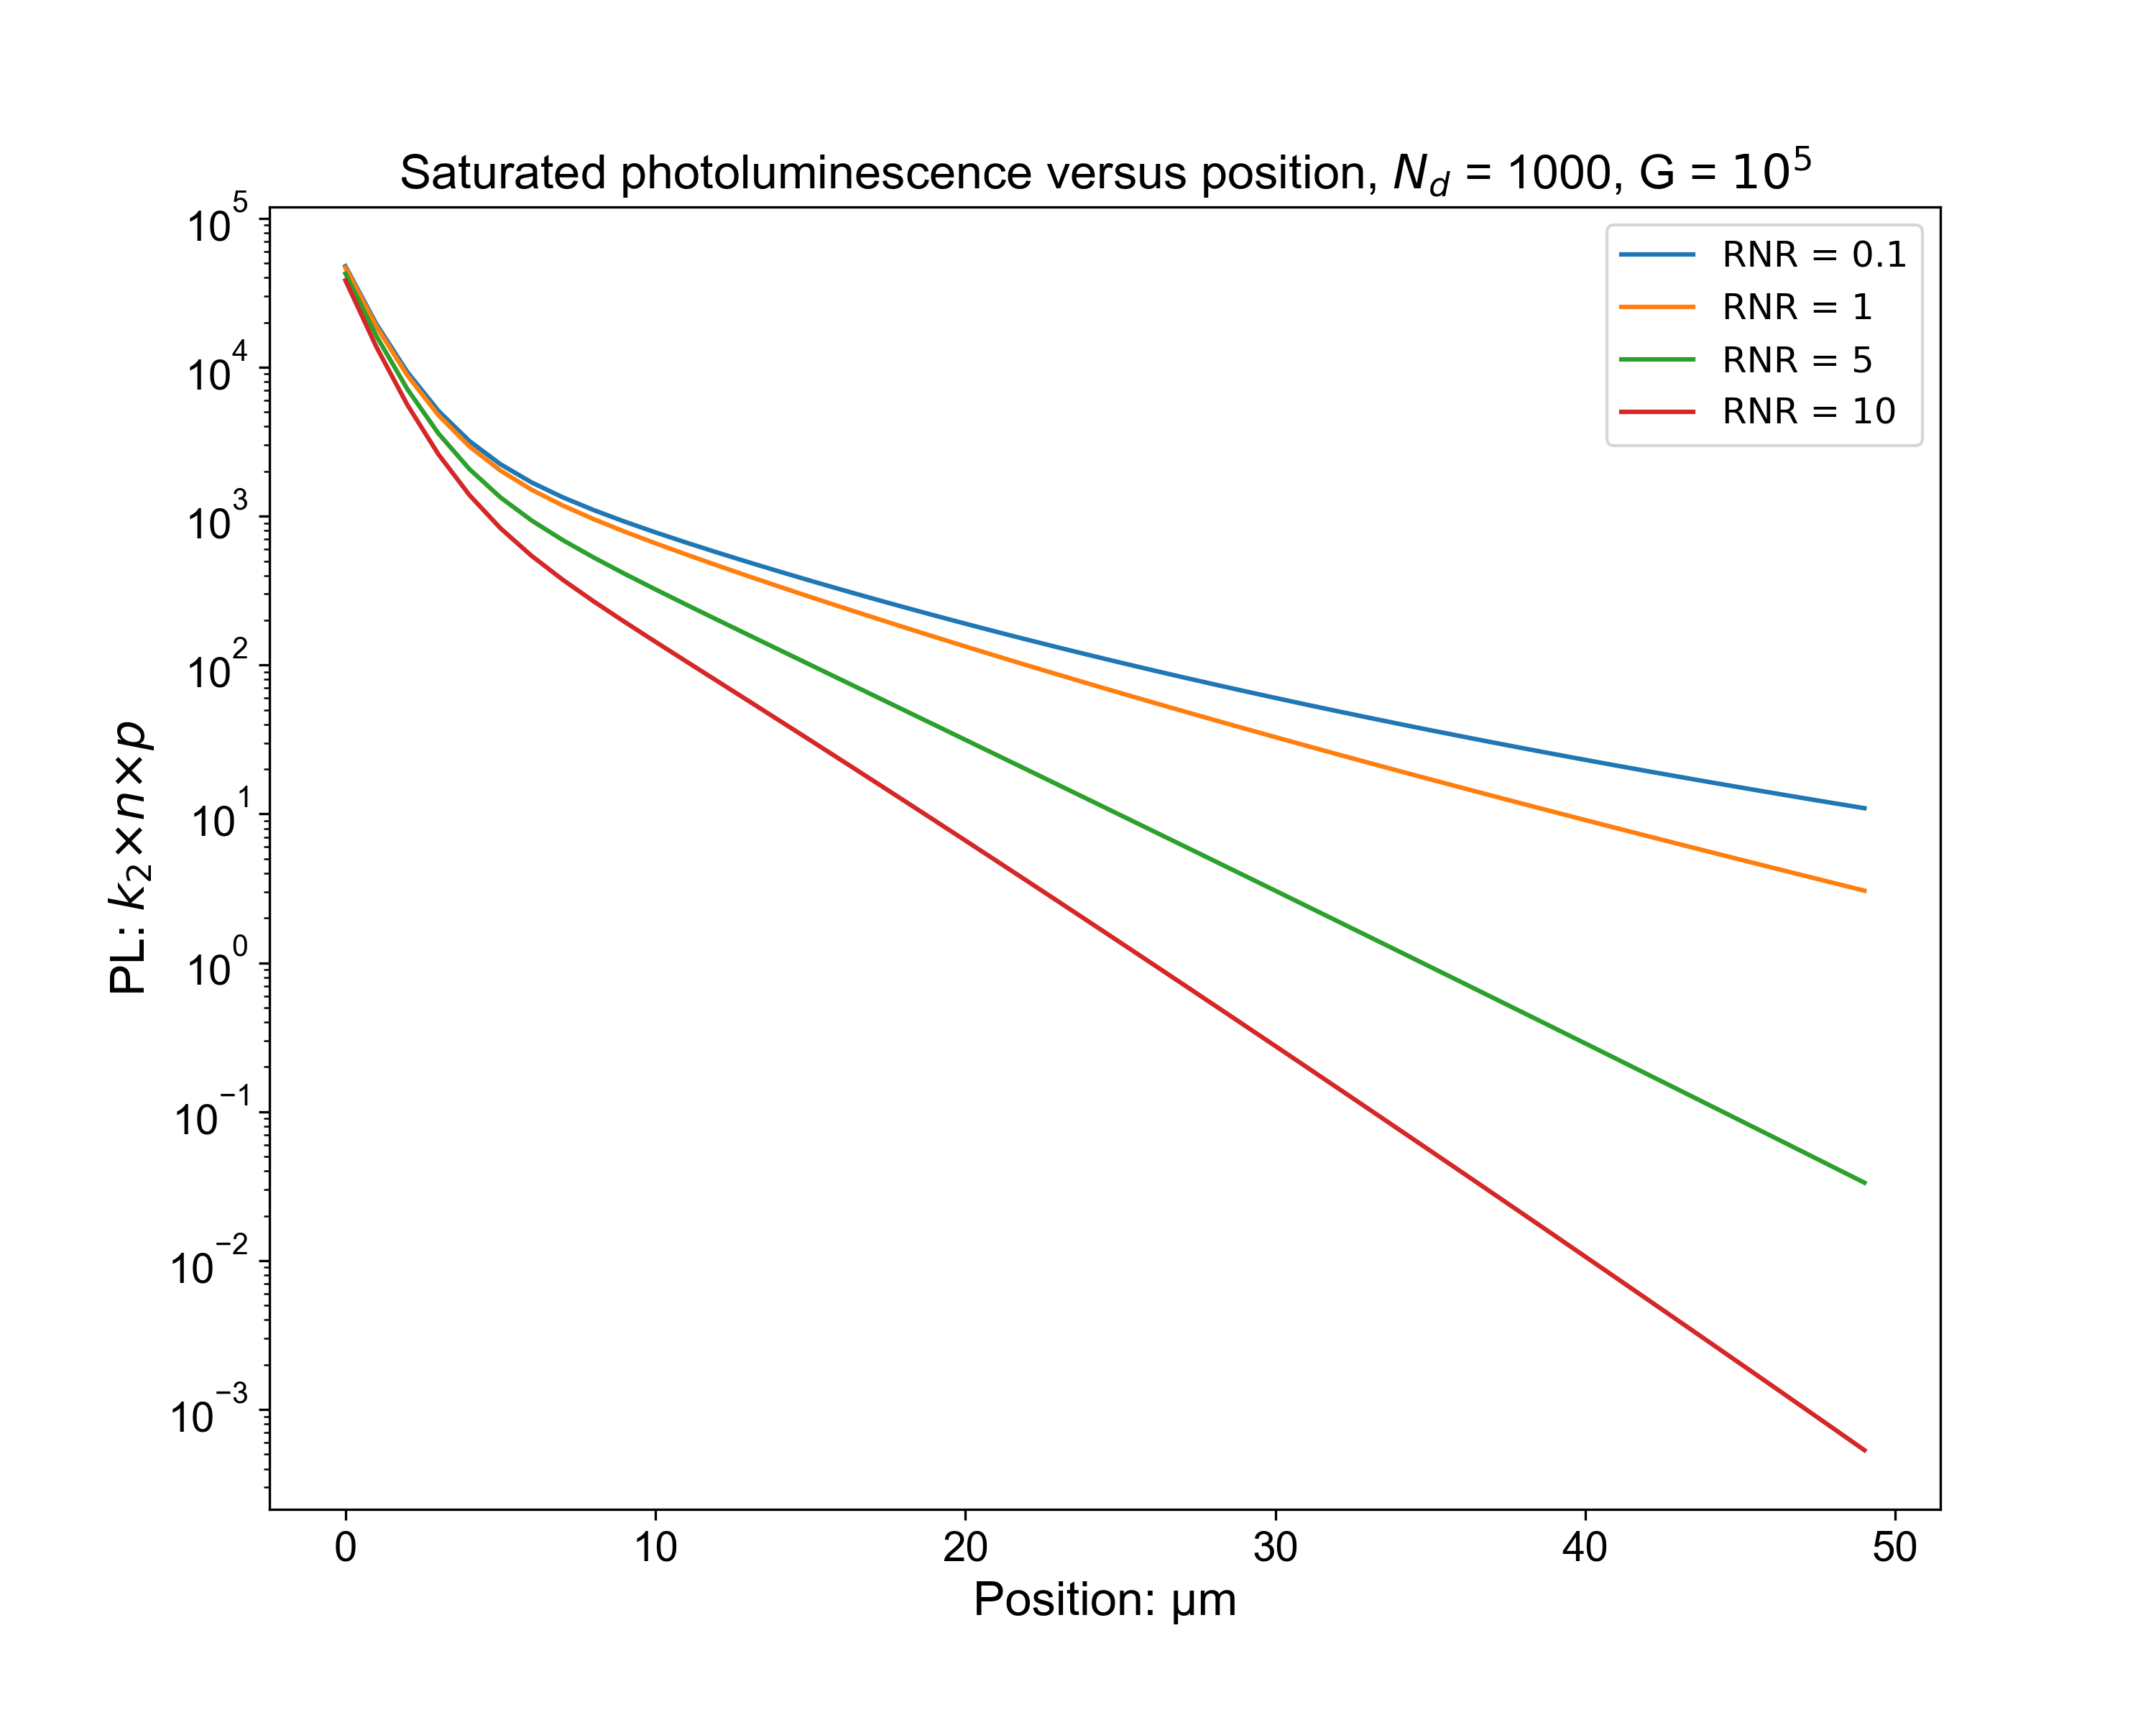 Saturated photoluminescence versus position, N_d = 1000, G = 10^5
RNR = 0.1
RNR = 1
RNR = 5
RNR = 10
PL: k₂×n×p
10^5
10^4
10^3
10^2
10^1
10^0
10^−1
10^−2
10^−3
0 10 20 30 40 50
Position: µm